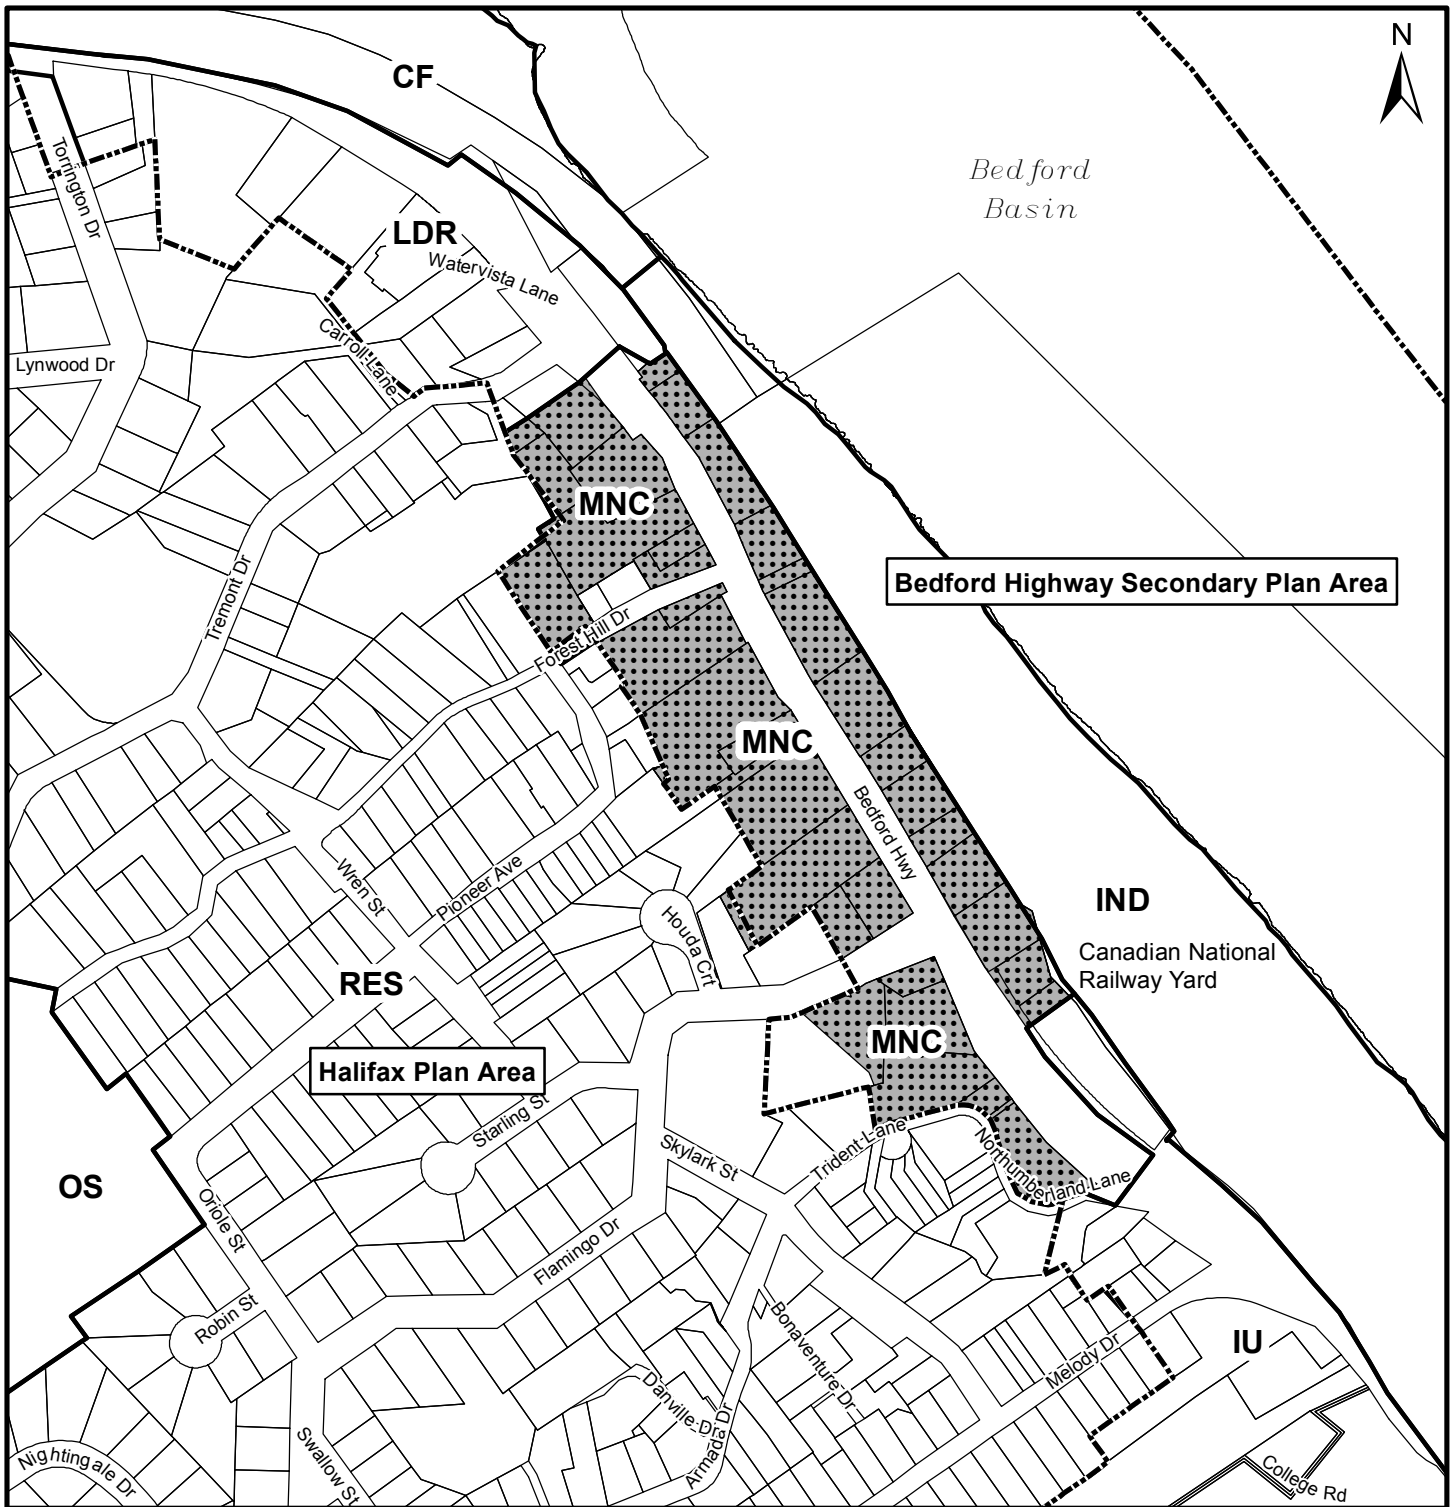 N
CF
Bedford
Basin
Torrington Dr
LDR
Watervista Lane
Carroll Lane
Lynwood Dr
MNC
Bedford Highway Secondary Plan Area
Tremont Dr
Forest Hill Dr
MNC
Bedford Hwy
Wren St
Pioneer Ave
IND
Houda Crt
Canadian National
Railway Yard
RES
MNC
Halifax Plan Area
Starling St
Skylark St
Trident Lane
Northumberland Lane
OS
Oriole St
Flamingo Dr
Robin St
Bonaventure Dr
IU
Melody Dr
Danville Dr
Armada Dr
Swallow St
Nightingale Dr
College Rd